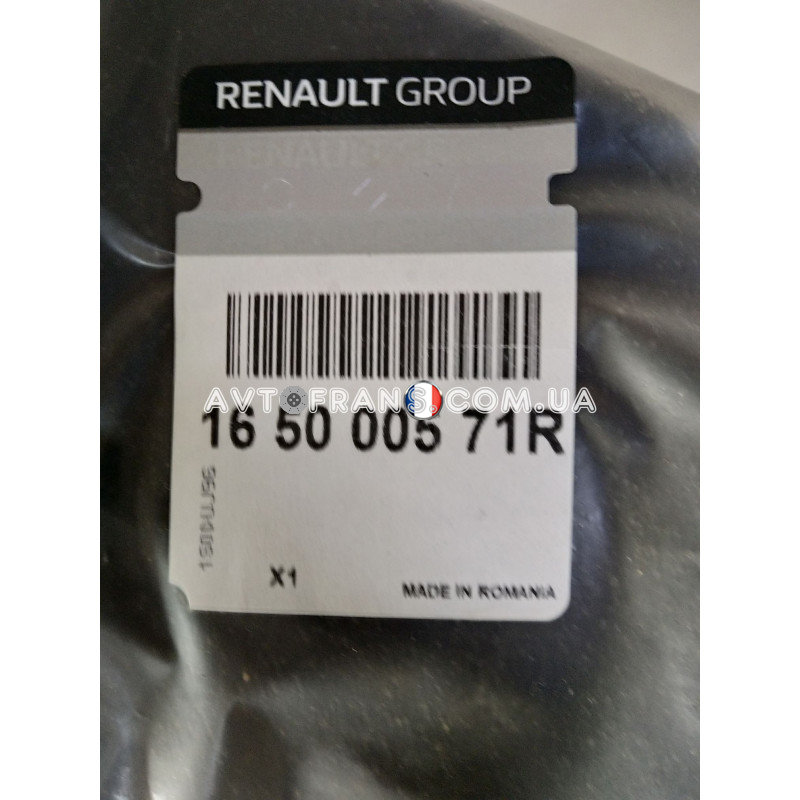 RENAULT GROUP
AVTOFRANS.COM.UA
16 50 005 71R
X1
MADE IN ROMANIA